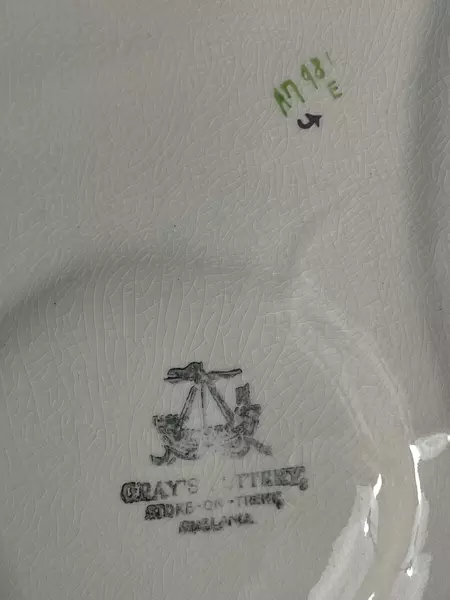 E
GRAY'S POTTERY,
STOKE-ON-TRENT,
ENGLAND